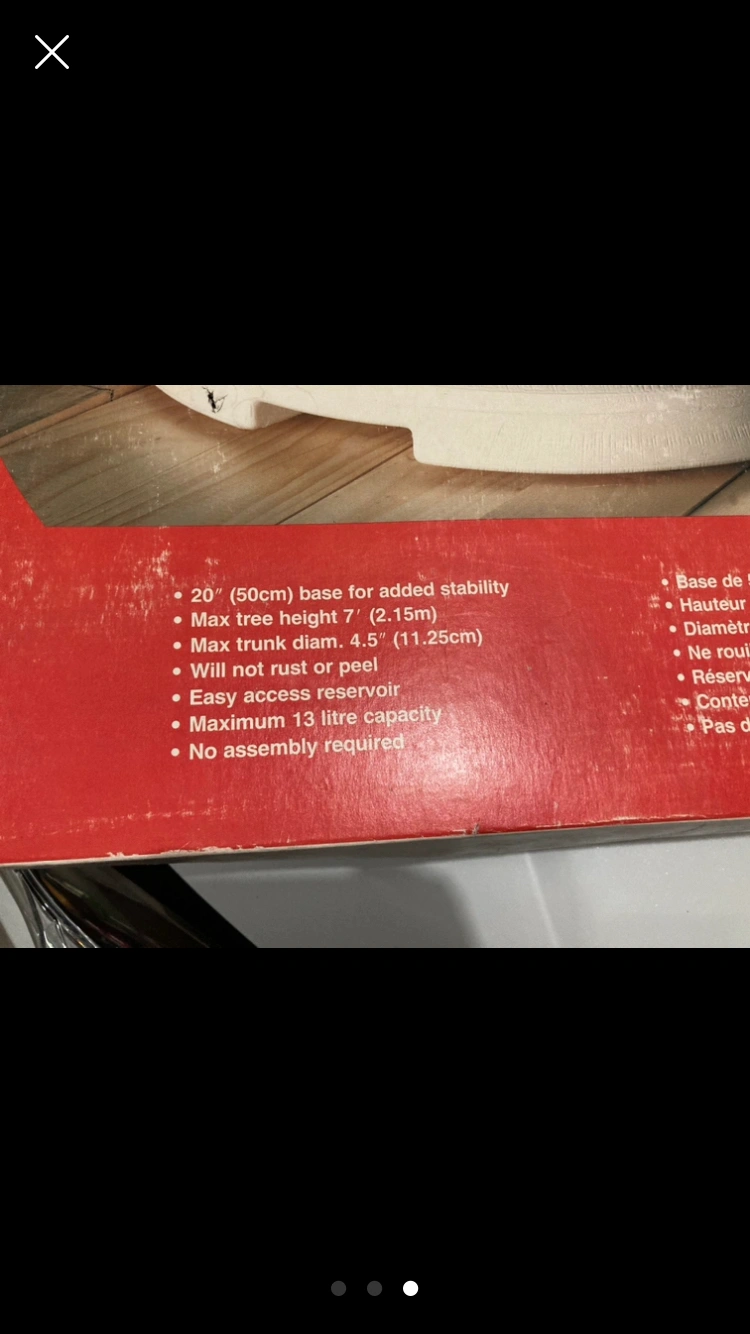 • 20″ (50cm) base for added stability
• Max tree height 7′ (2.15m)
• Max trunk diam. 4.5″ (11.25cm)
• Will not rust or peel
• Easy access reservoir
• Maximum 13 litre capacity
• No assembly required
• Base de
• Hauteur
• Diamètr
• Ne roui
• Réserv
• Conte
• Pas d